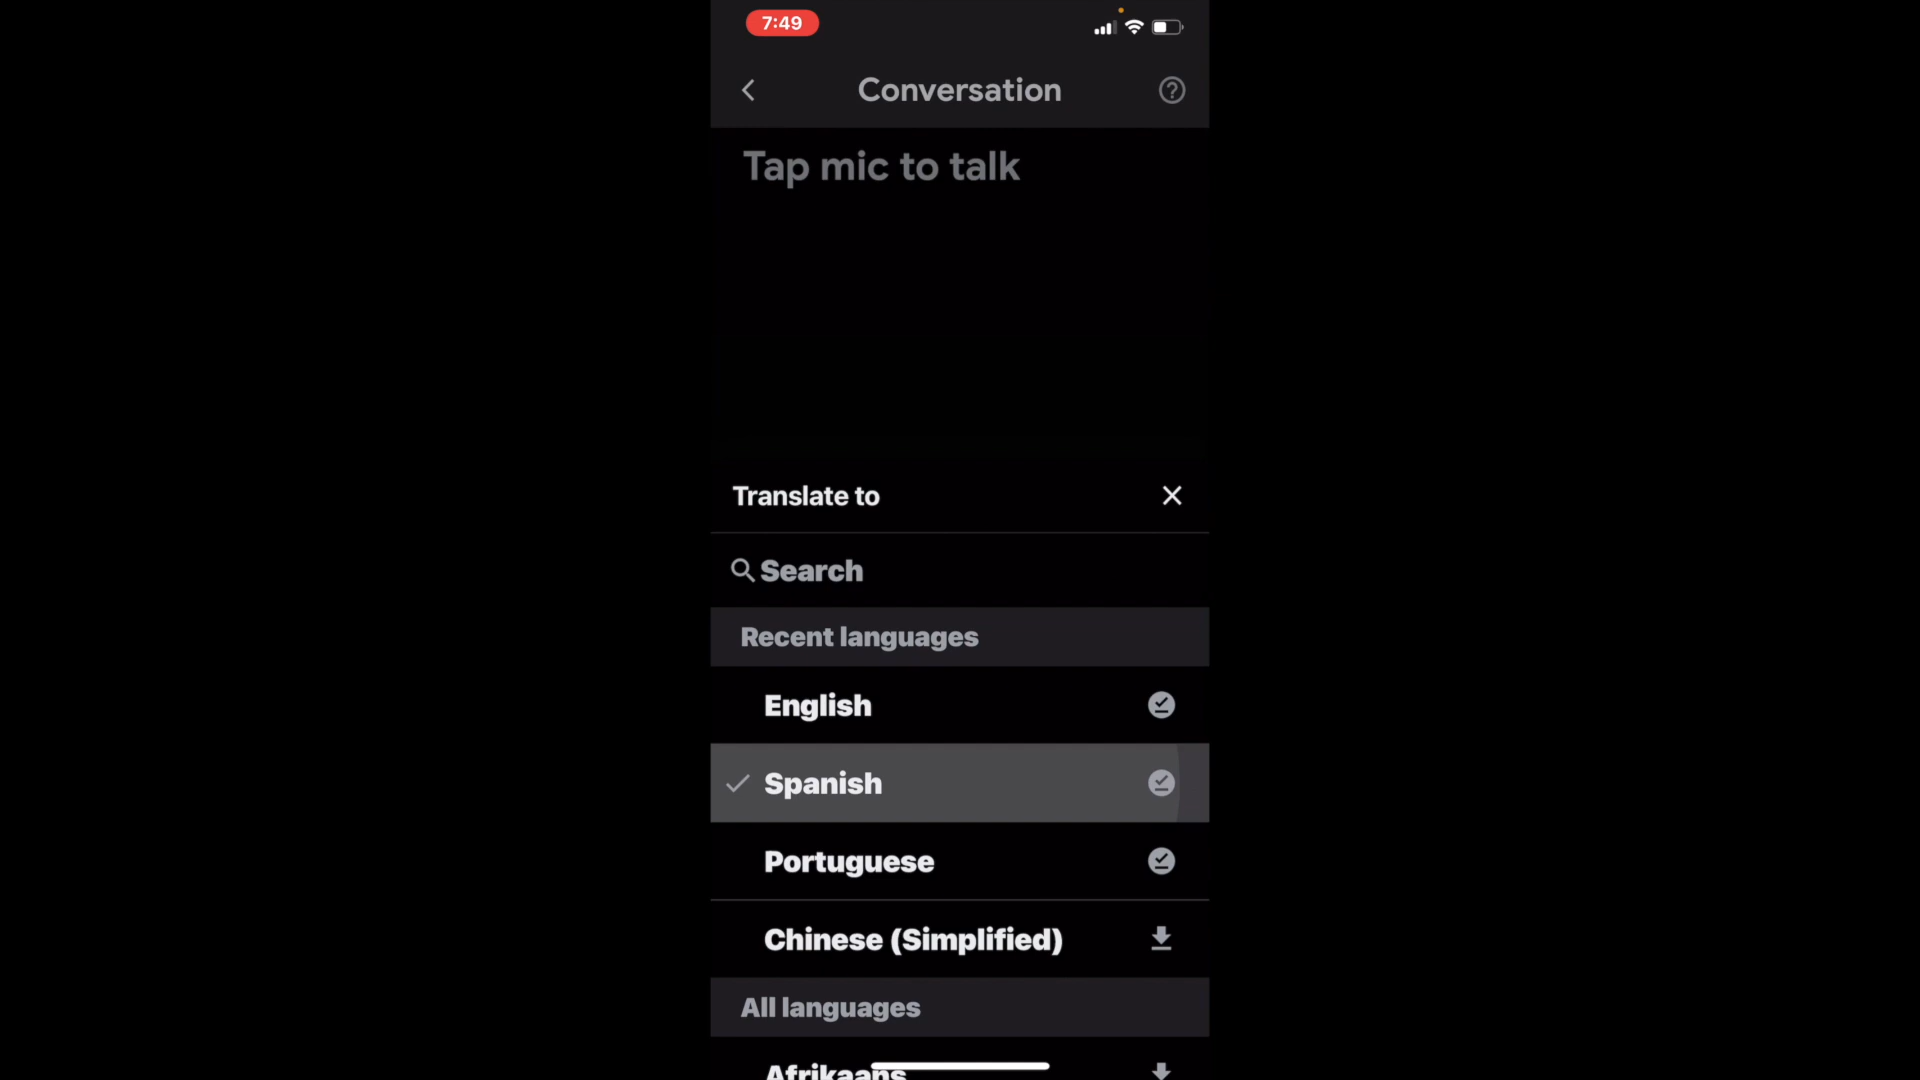 7:49
Conversation
Tap mic to talk
Translate to
Search
Recent languages
English
Spanish
Portuguese
Chinese (Simplified)
All languages
Afrikaans